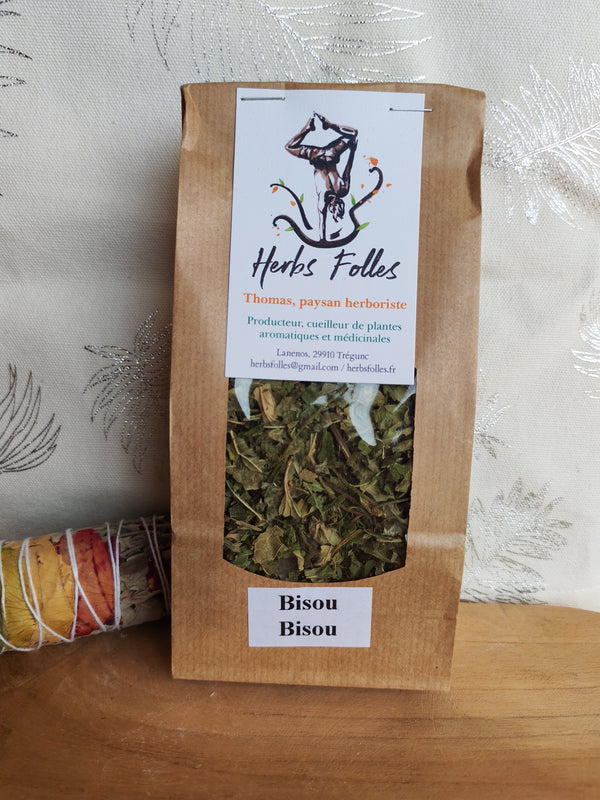 Herbs Folles
Thomas, paysan herboriste
Producteur, cueilleur de plantes
aromatiques et médicinales
Lanenos, 29910 Trégunc
herbsfolles@gmail.com / herbsfolles.fr
Bisou
Bisou